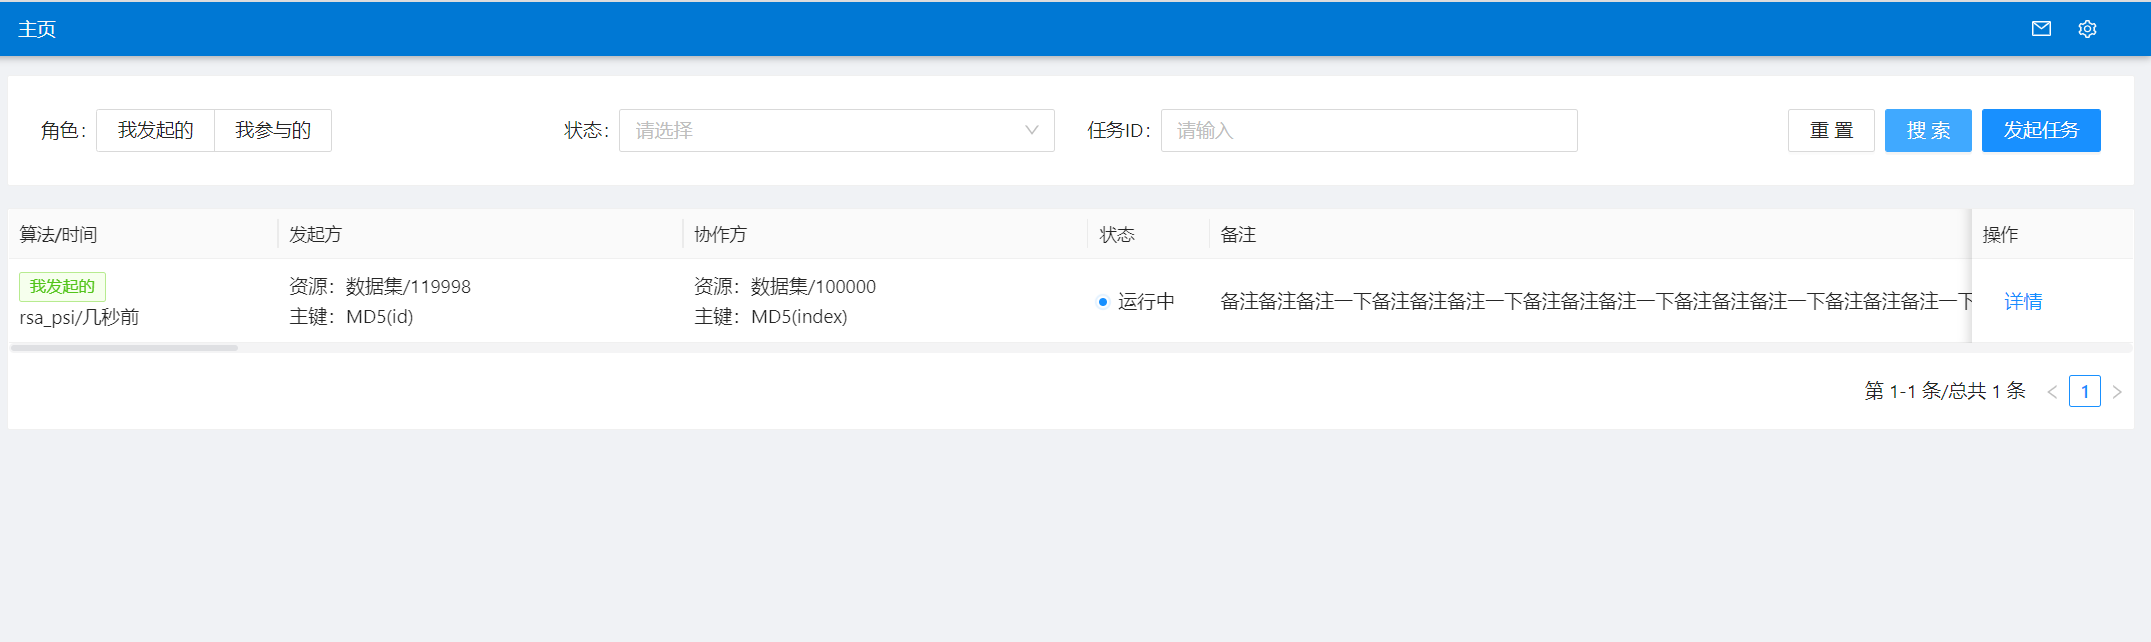 主页
角色： 我发起的 我参与的 状态： 请选择 任务ID： 请输入 重 置 搜 索 发起任务
算法/时间 发起方 协作方 状态 备注 操作
我发起的
rsa_psi/几秒前
资源：数据集/119998
主键：MD5(id)
资源：数据集/100000
主键：MD5(index)
运行中
备注备注备注一下备注备注备注一下备注备注备注一下备注备注备注一下备注备注备注一下
详情
第 1-1 条/总共 1 条 < 1 >